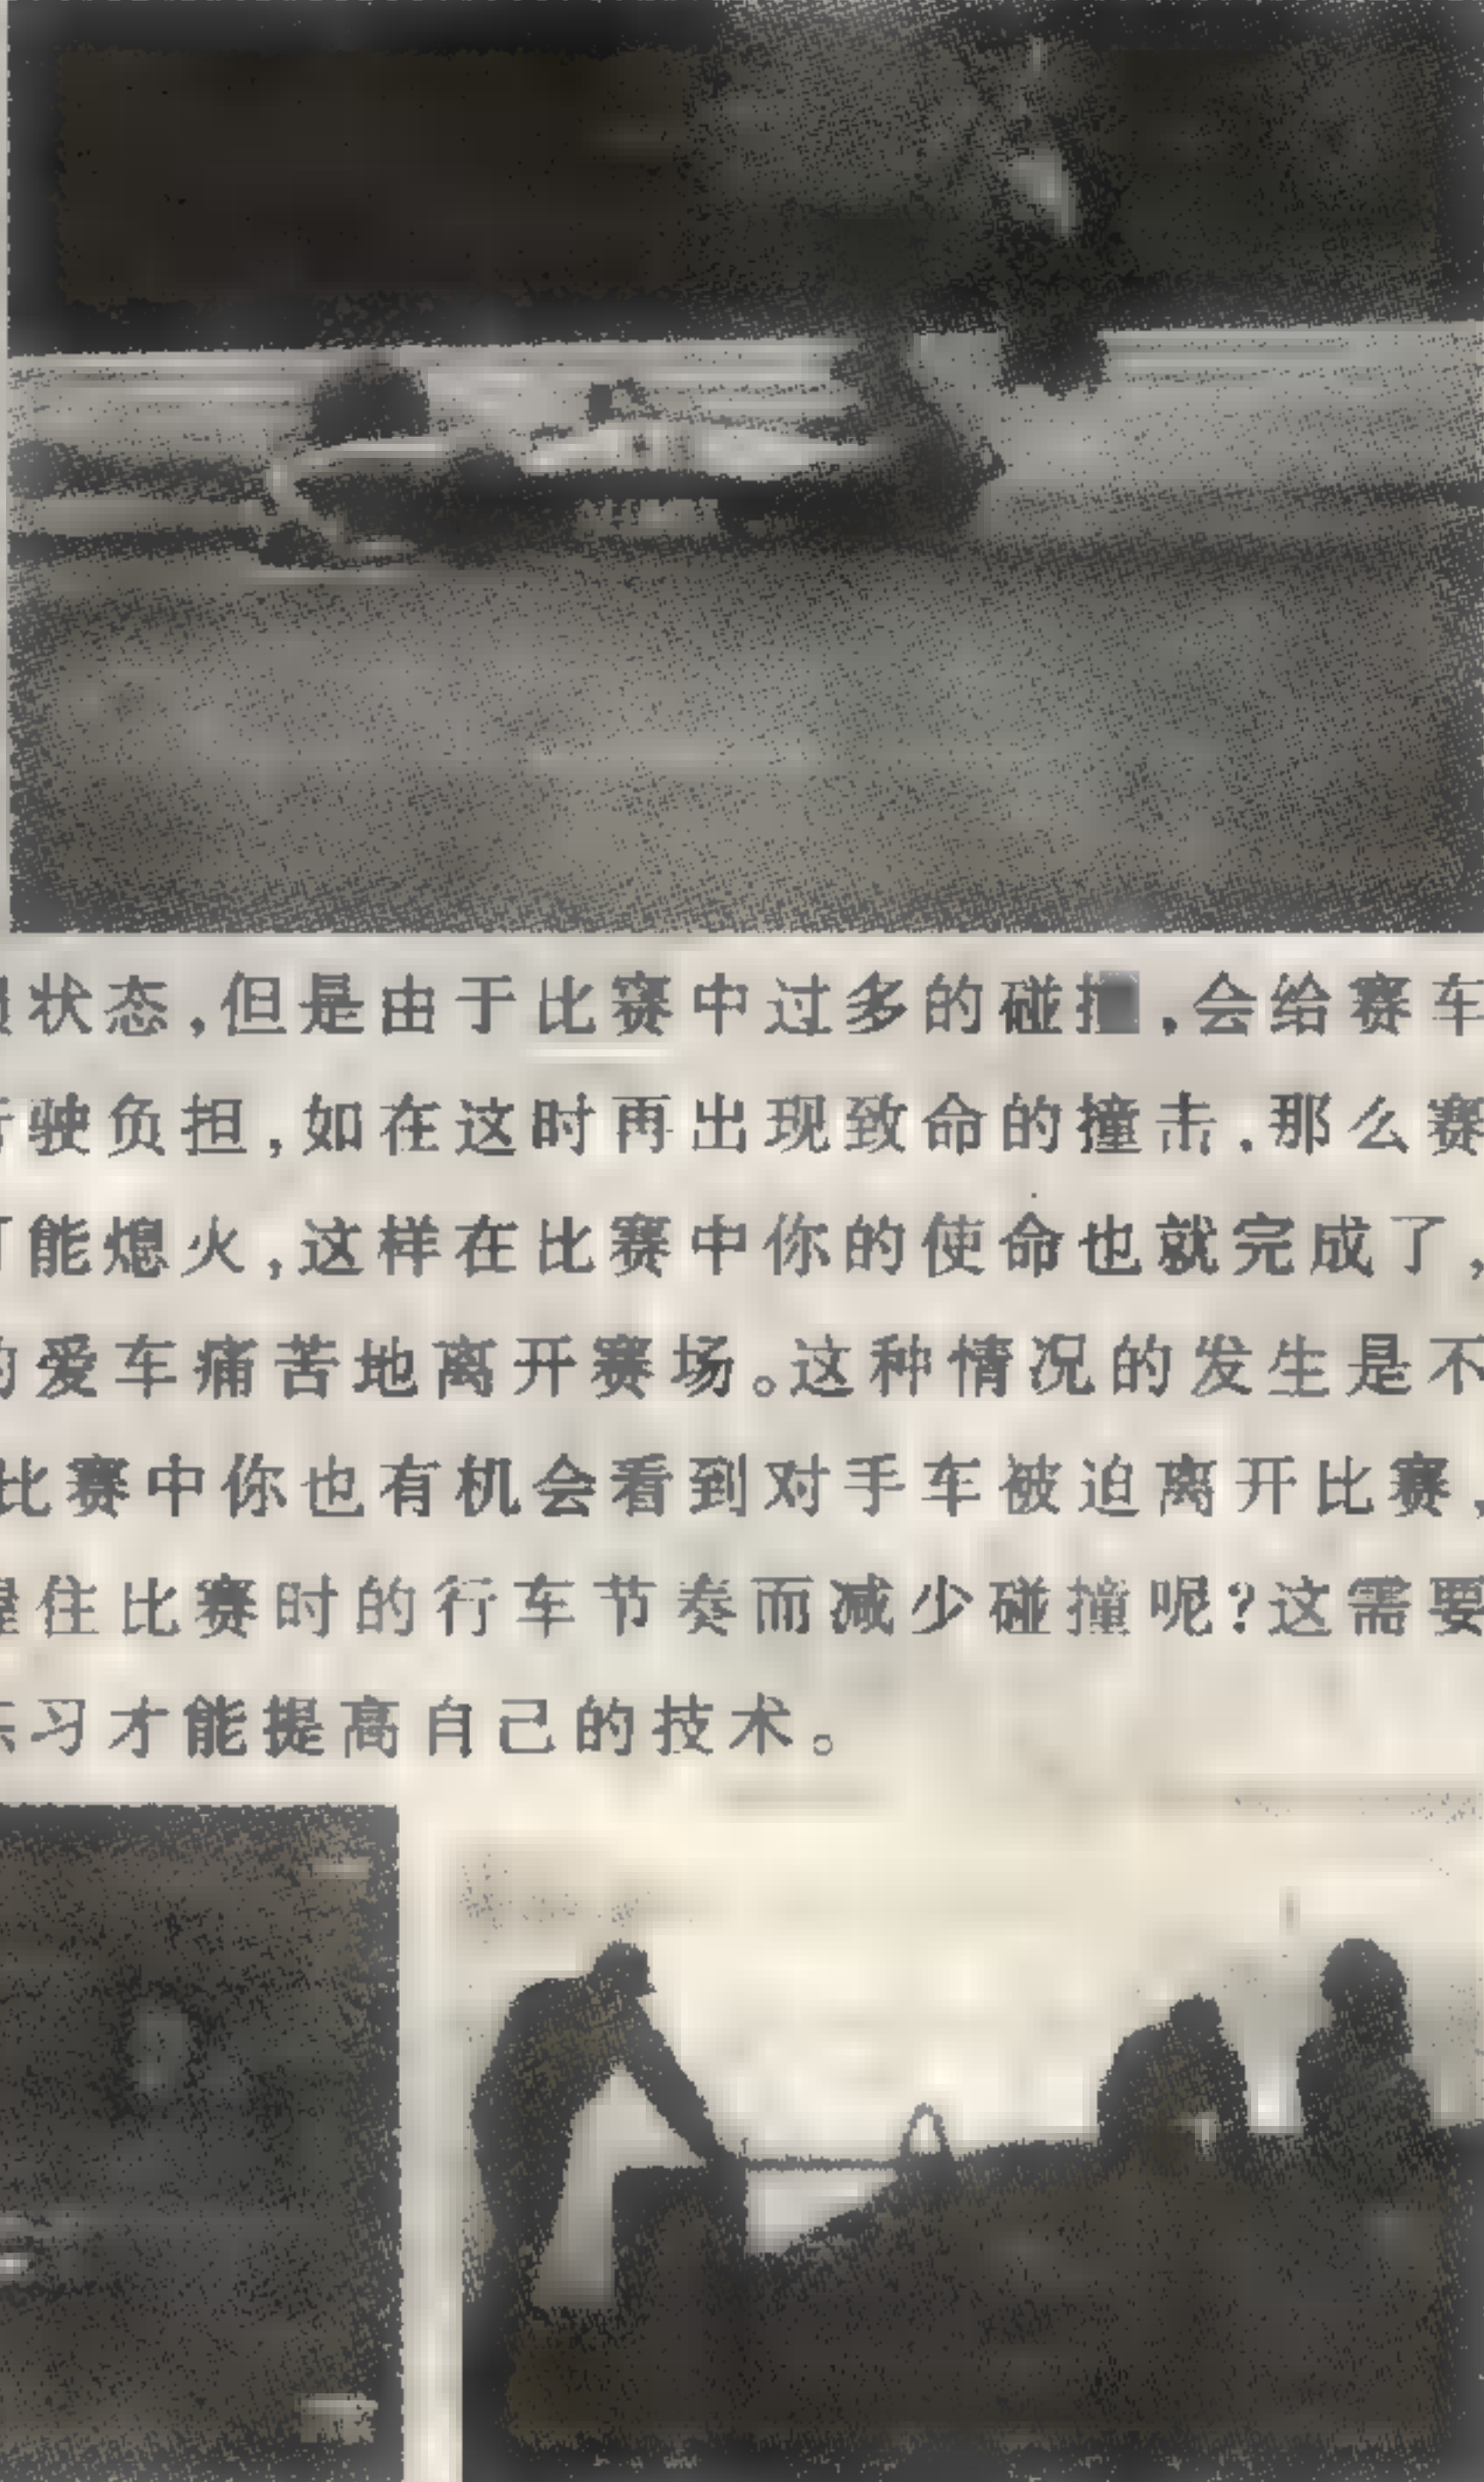 状态,但是由于比赛中过多的碰,会给赛车
驶负担,如在这时再出现致命的撞击.那么赛
能熄火,这样在比赛中你的使命也就完成了,
爱车痛苦地离开赛场。这种情况的发生是不
比赛中你也有机会看到对手车被迫离开比赛,
住比赛时的行车节奏而减少碰撞呢?这需要
习才能提高自己的技术。